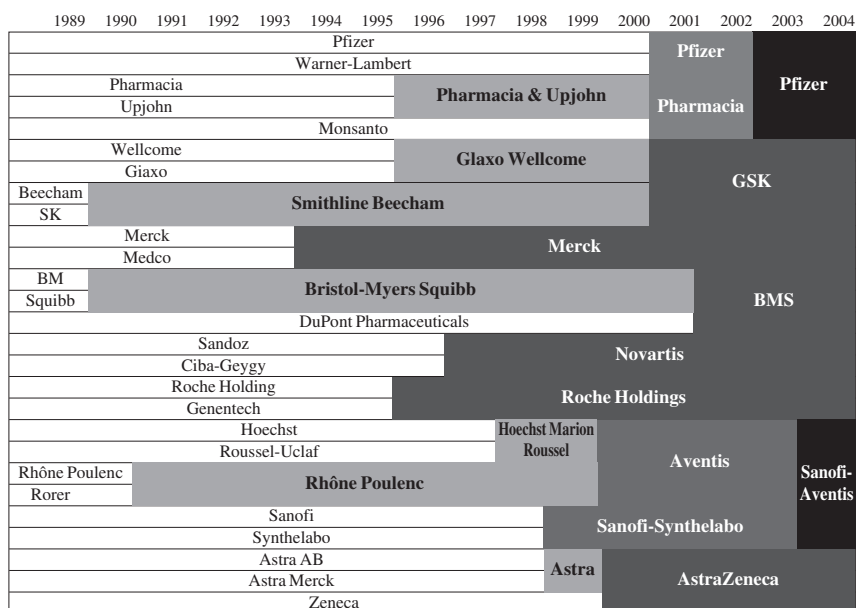 1989 1990 1991 1992 1993 1994 1995 1996 1997 1998 1999 2000 2001 2002 2003 2004
Pfizer
Warner-Lambert
Pfizer
Pharmacia
Upjohn
Pharmacia & Upjohn
Pharmacia
Pfizer
Monsanto
Wellcome
Giaxo
Glaxo Wellcome
GSK
Beecham
SK
Smithline Beecham
Merck
Medco
Merck
BM
Squibb
Bristol-Myers Squibb
BMS
DuPont Pharmaceuticals
Sandoz
Ciba-Geygy
Novartis
Roche Holding
Genentech
Roche Holdings
Hoechst
Roussel-Uclaf
Hoechst Marion
Roussel
Aventis
Sanofi-
Aventis
Rhône Poulenc
Rorer
Rhône Poulenc
Sanofi
Synthelabo
Sanofi-Synthelabo
Astra AB
Astra Merck
Astra
AstraZeneca
Zeneca